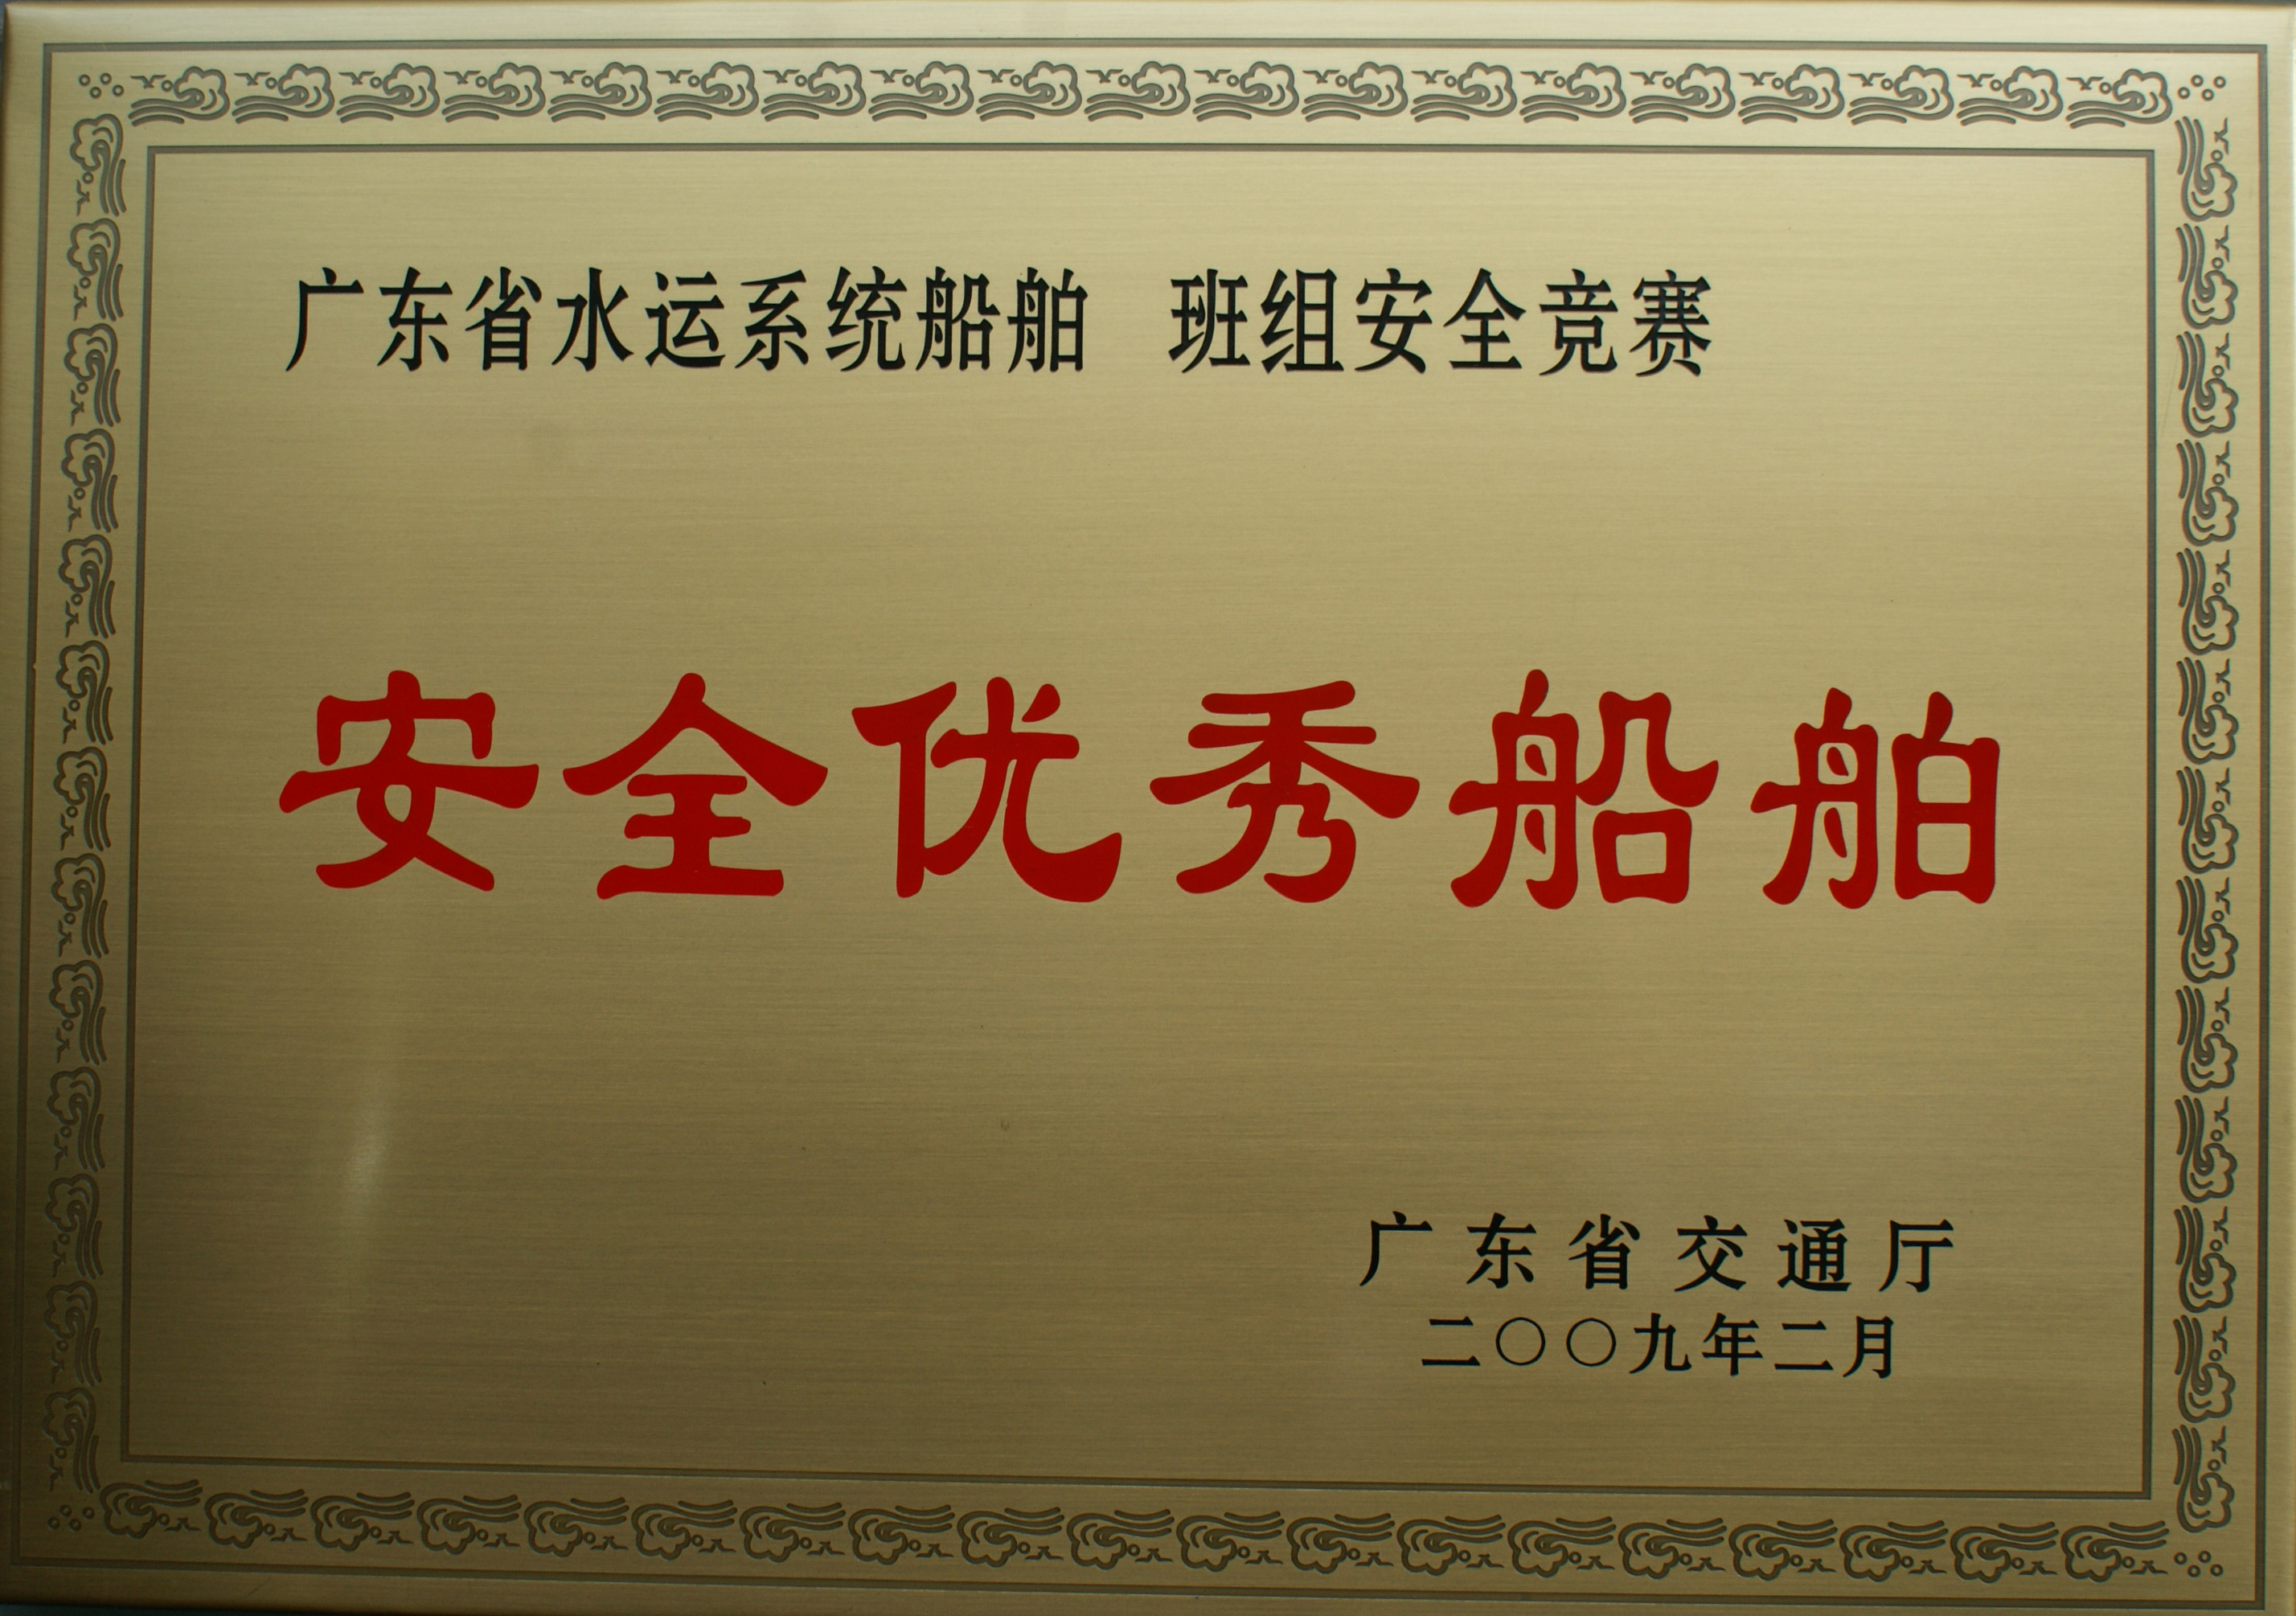 广东省水运系统船舶 班组安全竞赛
安全优秀船舶
广东省交通厅
二〇〇九年二月